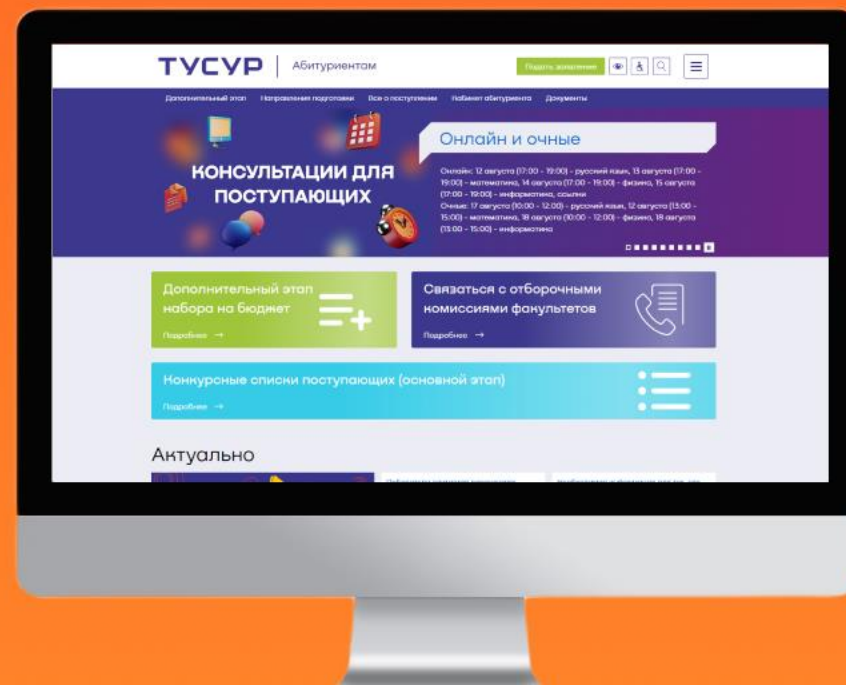 ТУСУР
Абитуриентам
Подать заявление
Дополнительный этап Направления подготовки Все о поступлении Кабинет абитуриента Документы
КОНСУЛЬТАЦИИ ДЛЯ
ПОСТУПАЮЩИХ
Онлайн и очные
Онлайн: 12 августа (17:00 - 19:00) - русский язык, 13 августа (17:00 -
19:00) - математика, 14 августа (17:00 - 19:00) - физика, 15 августа
(17:00 - 19:00) - информатика, ссылки
Очные: 17 августа (10:00 - 12:00) - русский язык, 12 августа (13:00 -
15:00) - математика, 18 августа (10:00 - 12:00) - физика, 18 августа
(13:00 - 15:00) - информатика
Дополнительный этап
набора на бюджет
Подробнее →
Связаться с отборочными
комиссиями факультетов
Подробнее →
Конкурсные списки поступающих (основной этап)
Подробнее →
Актуально